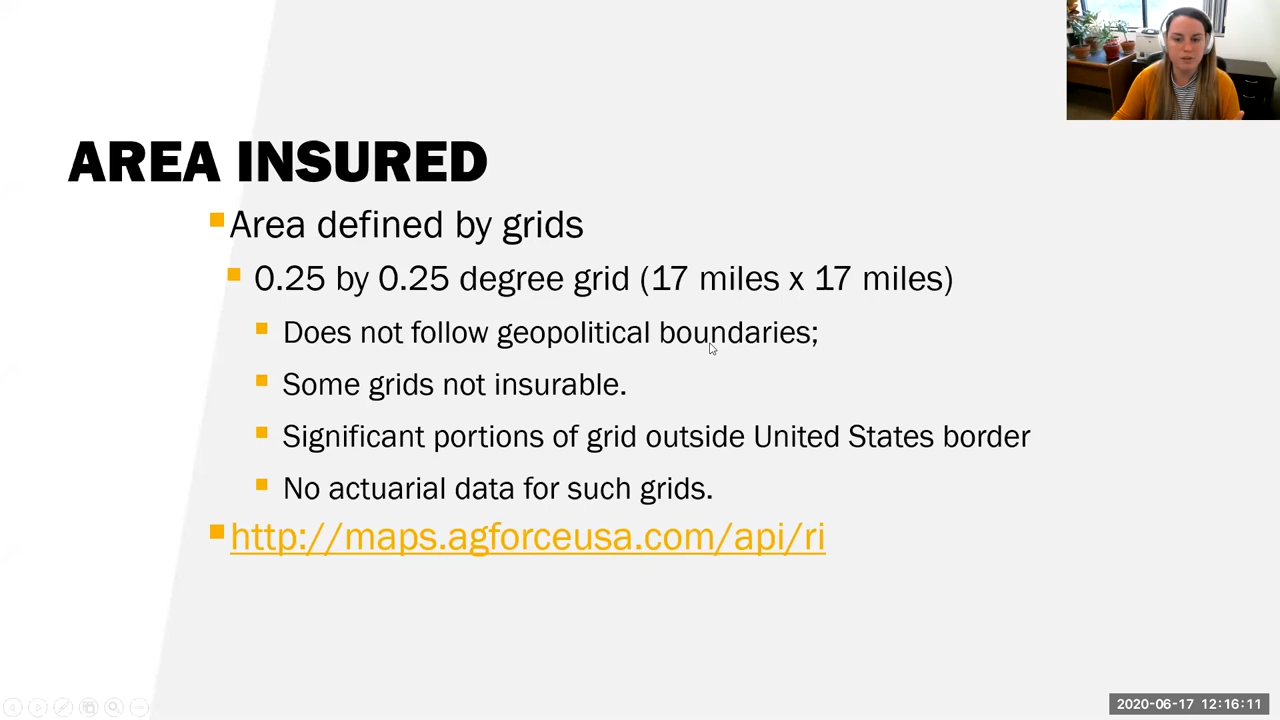 AREA INSURED
Area defined by grids
0.25 by 0.25 degree grid (17 miles x 17 miles)
Does not follow geopolitical boundaries;
Some grids not insurable.
Significant portions of grid outside United States border
No actuarial data for such grids.
http://maps.agforceusa.com/api/ri
2020-06-17 12:16:11